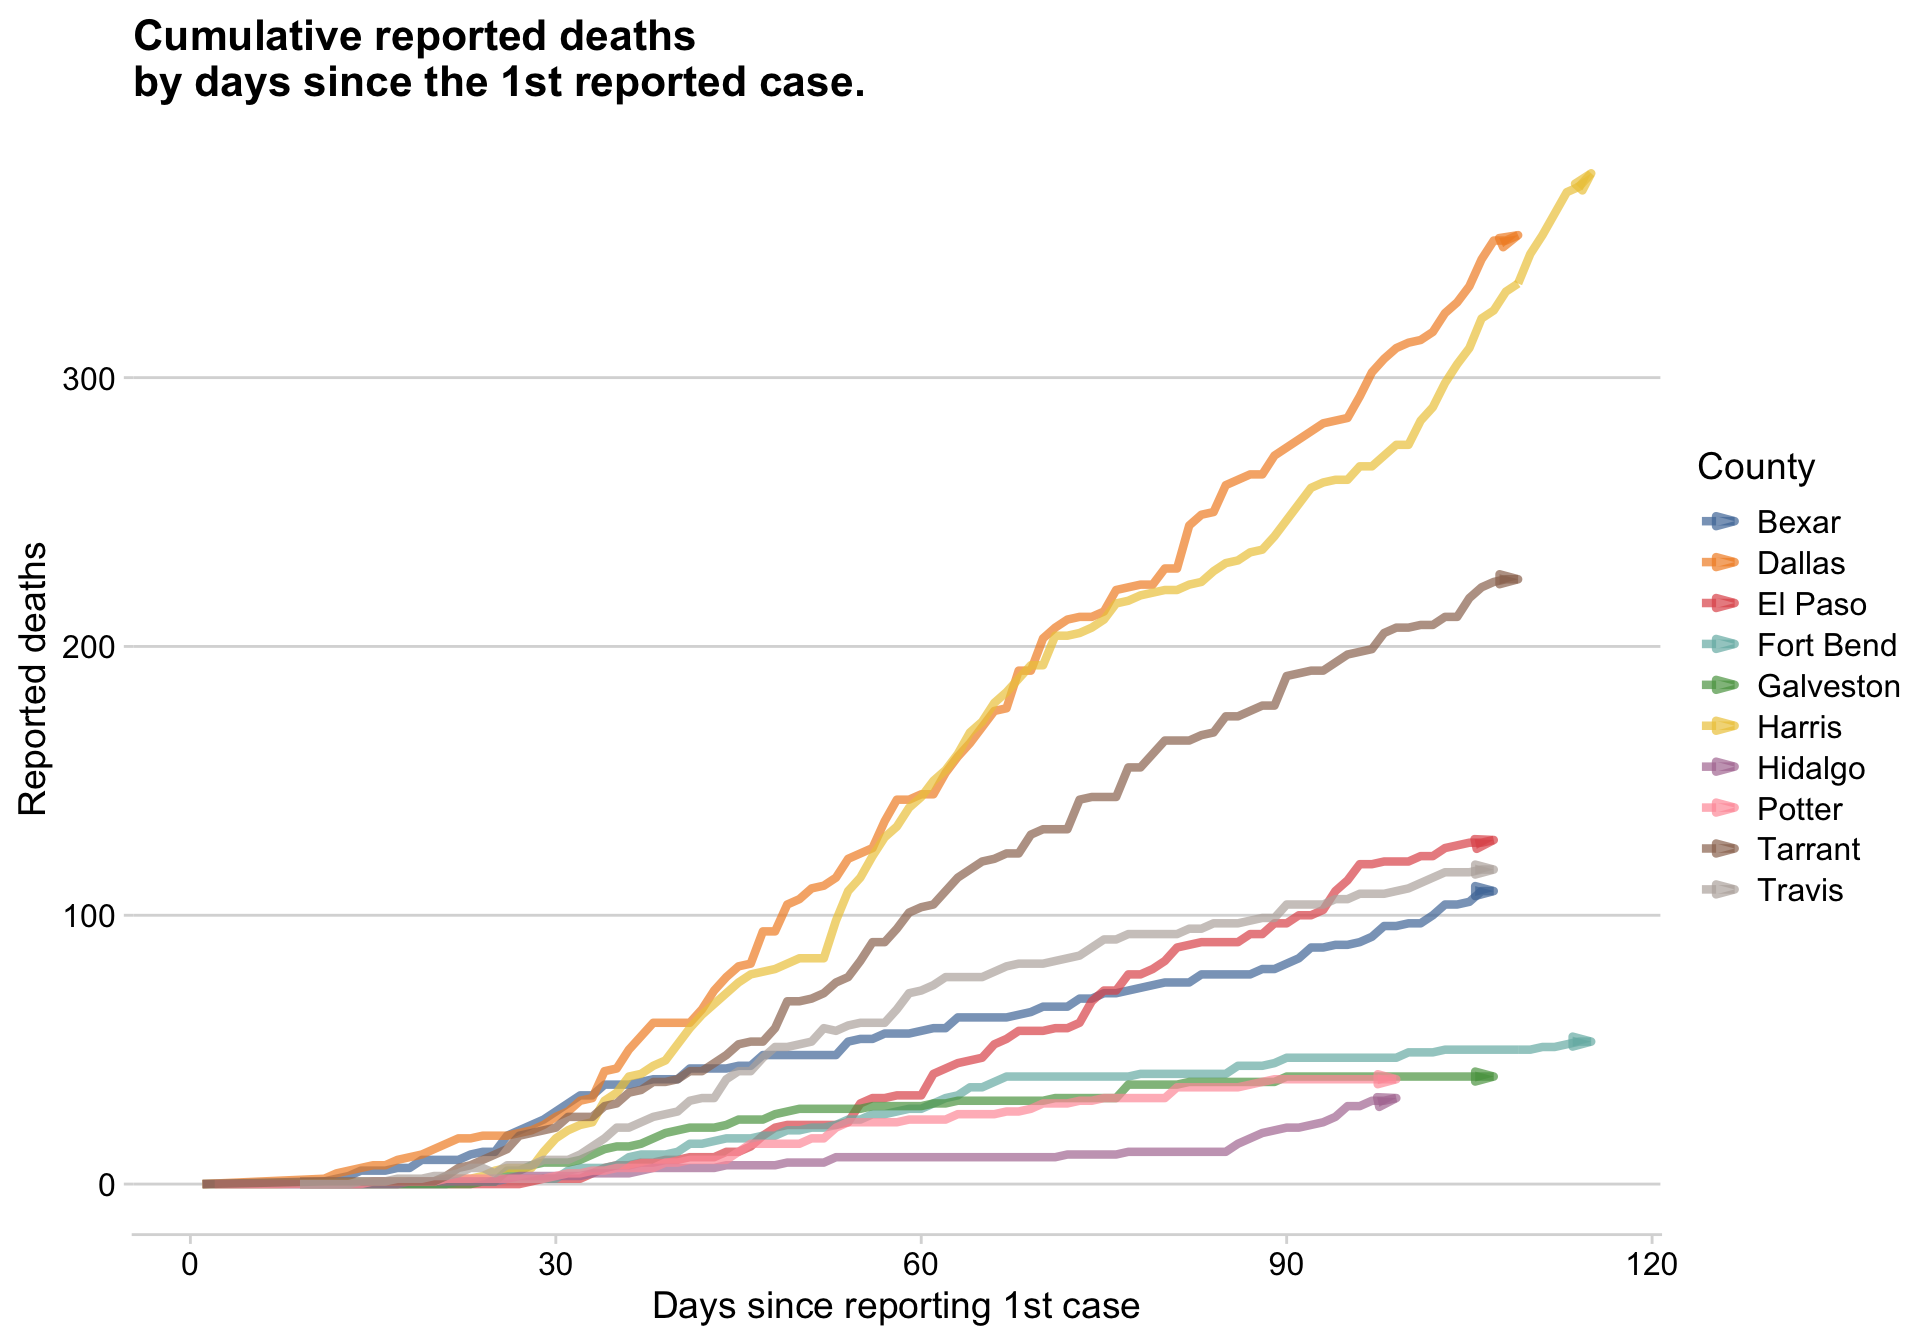 Cumulative reported deaths
by days since the 1st reported case.
Reported deaths
300
200
100
0
0
30
60
90
120
Days since reporting 1st case
County
Bexar
Dallas
El Paso
Fort Bend
Galveston
Harris
Hidalgo
Potter
Tarrant
Travis